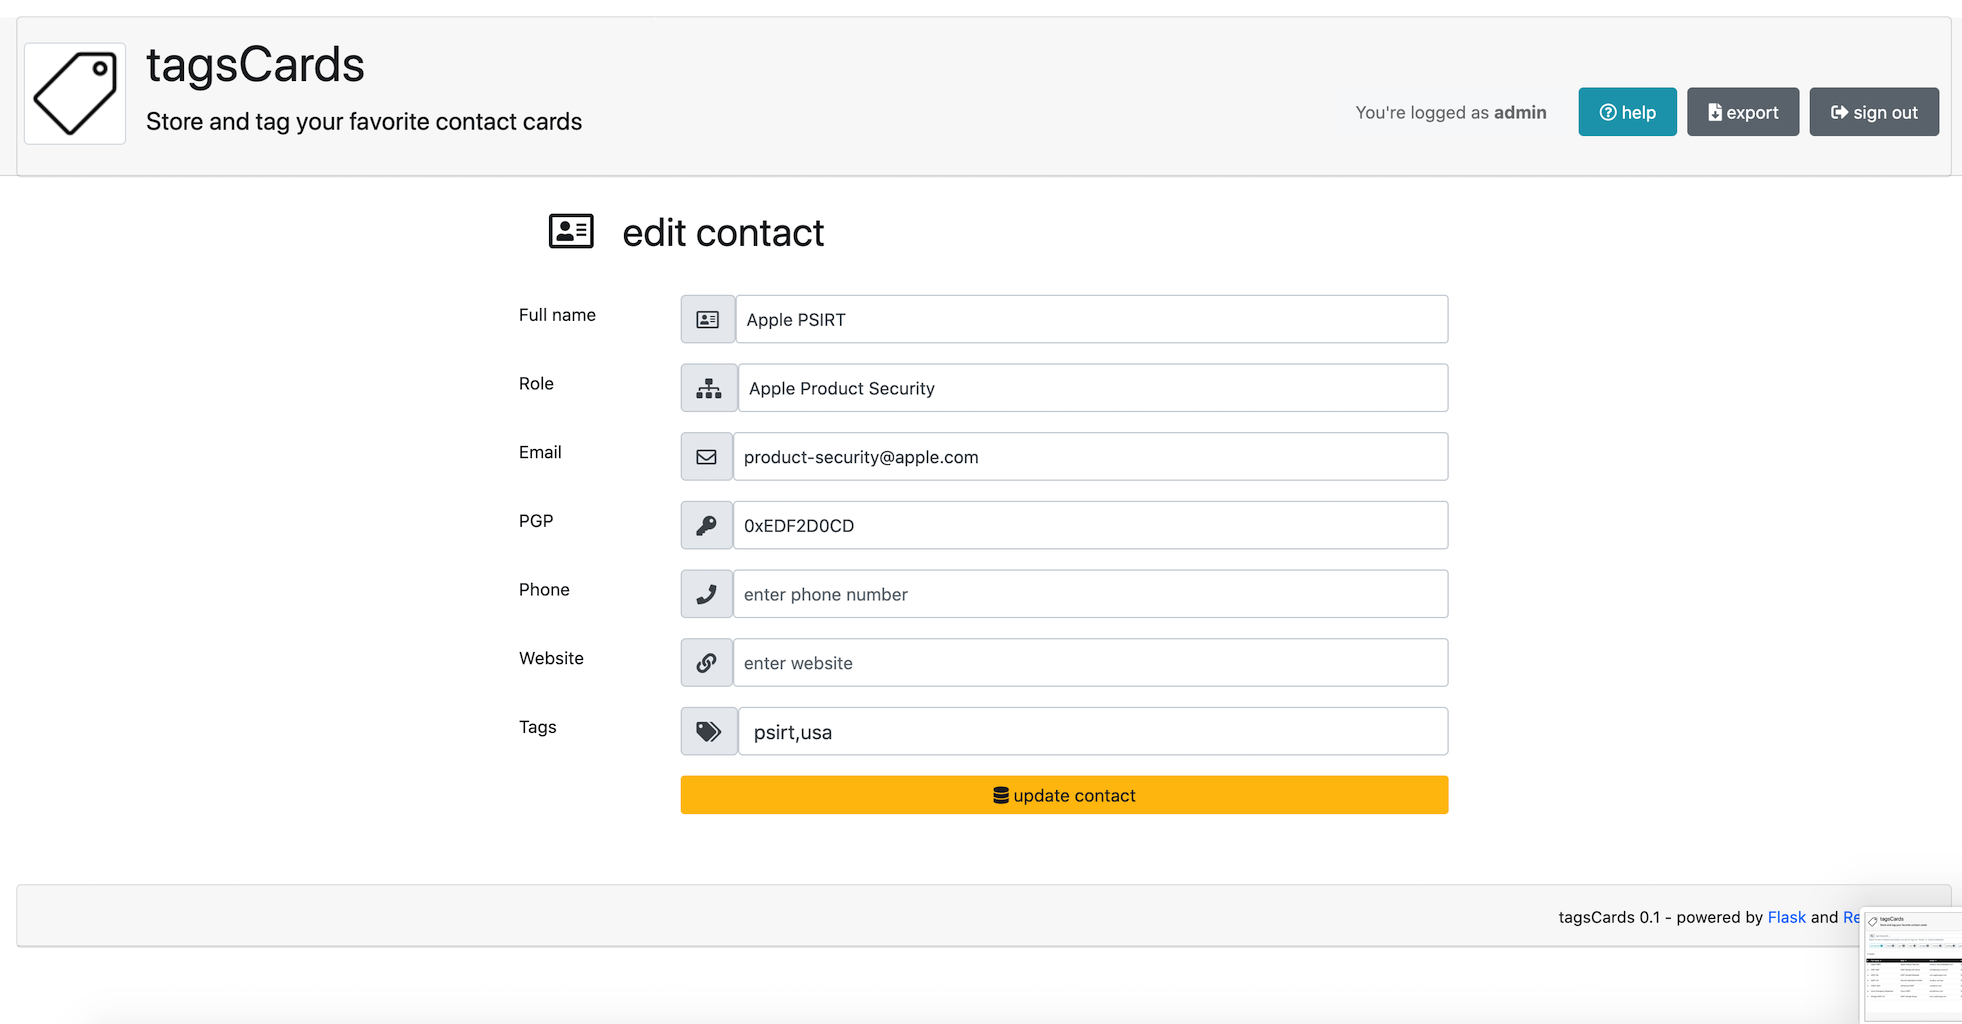 tagsCards
Store and tag your favorite contact cards
You're logged as admin
help
export
sign out
edit contact
Full name
Apple PSIRT
Role
Apple Product Security
Email
product-security@apple.com
PGP
0xEDF2D0CD
Phone
enter phone number
Website
enter website
Tags
psirt,usa
update contact
tagsCards 0.1 - powered by Flask and
tagsCards